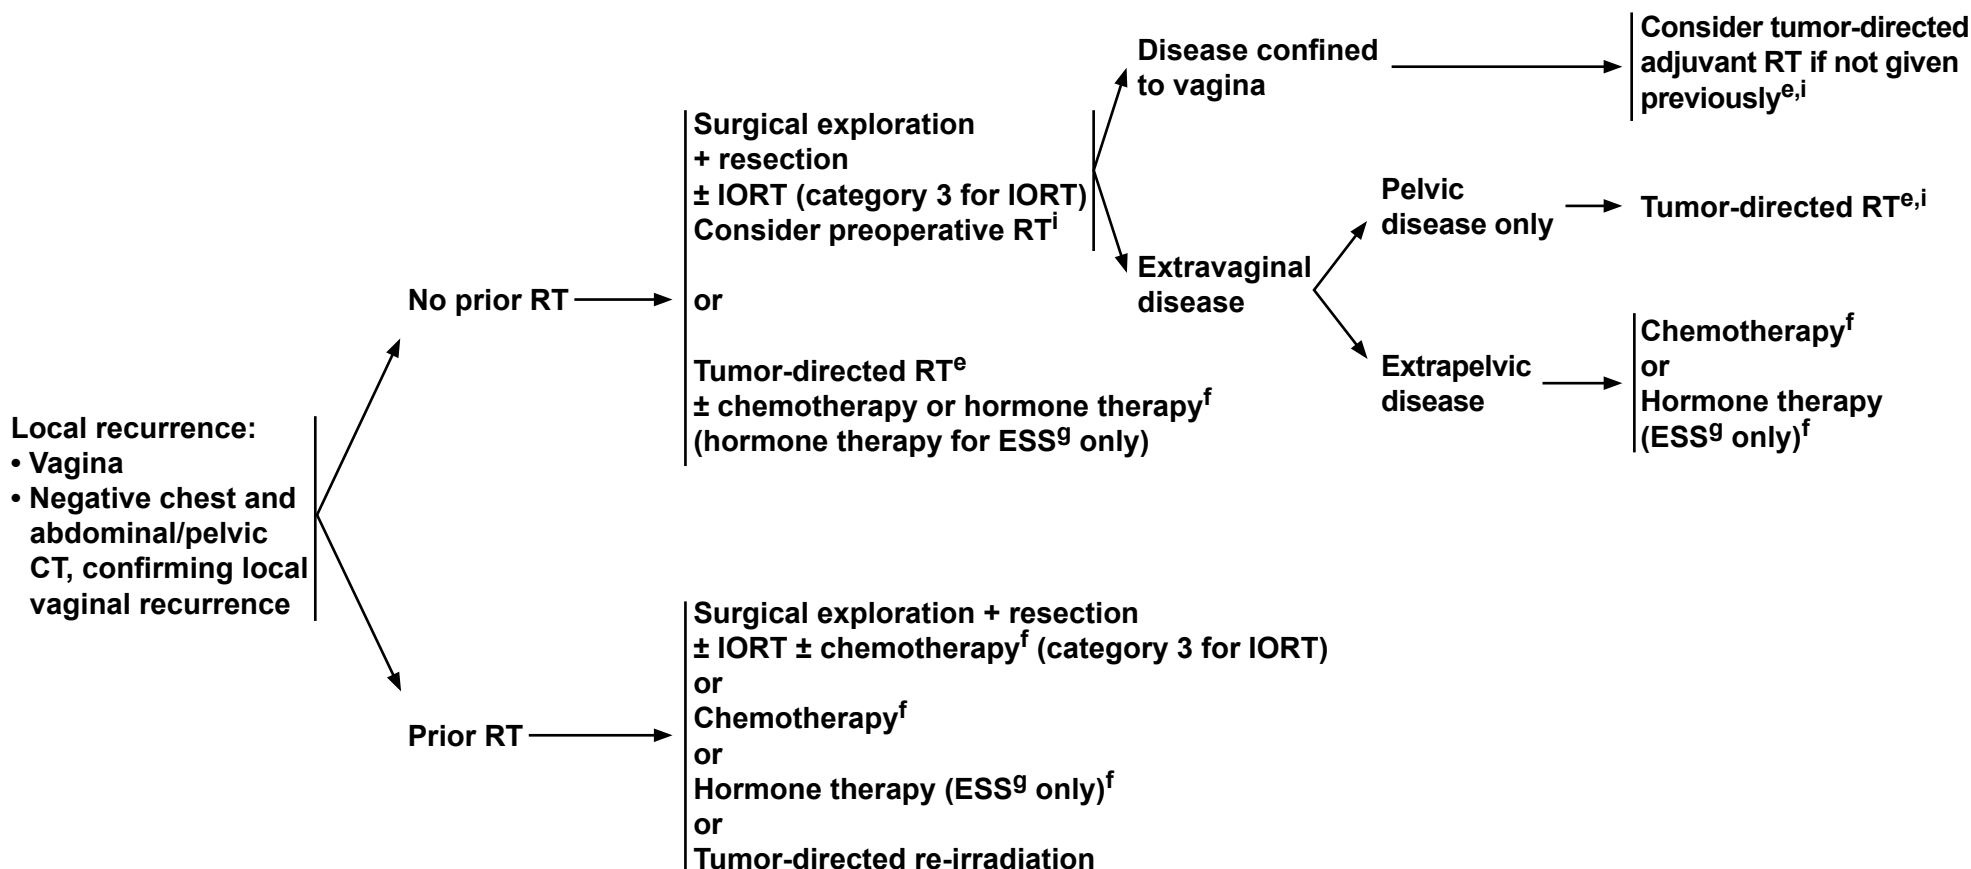 Local recurrence:
• Vagina
• Negative chest and
abdominal/pelvic
CT, confirming local
vaginal recurrence
No prior RT
Surgical exploration
+ resection
± IORT (category 3 for IORT)
Consider preoperative RTⁱ
or
Tumor-directed RTᵉ
± chemotherapy or hormone therapyᶠ
(hormone therapy for ESSᵍ only)
Disease confined
to vagina
Consider tumor-directed
adjuvant RT if not given
previouslyᵉ,ⁱ
Extravaginal
disease
Pelvic
disease only
Tumor-directed RTᵉ,ⁱ
Extrapelvic
disease
Chemotherapyᶠ
or
Hormone therapy
(ESSᵍ only)ᶠ
Prior RT
Surgical exploration + resection
± IORT ± chemotherapyᶠ (category 3 for IORT)
or
Chemotherapyᶠ
or
Hormone therapy (ESSᵍ only)ᶠ
or
Tumor-directed re-irradiation